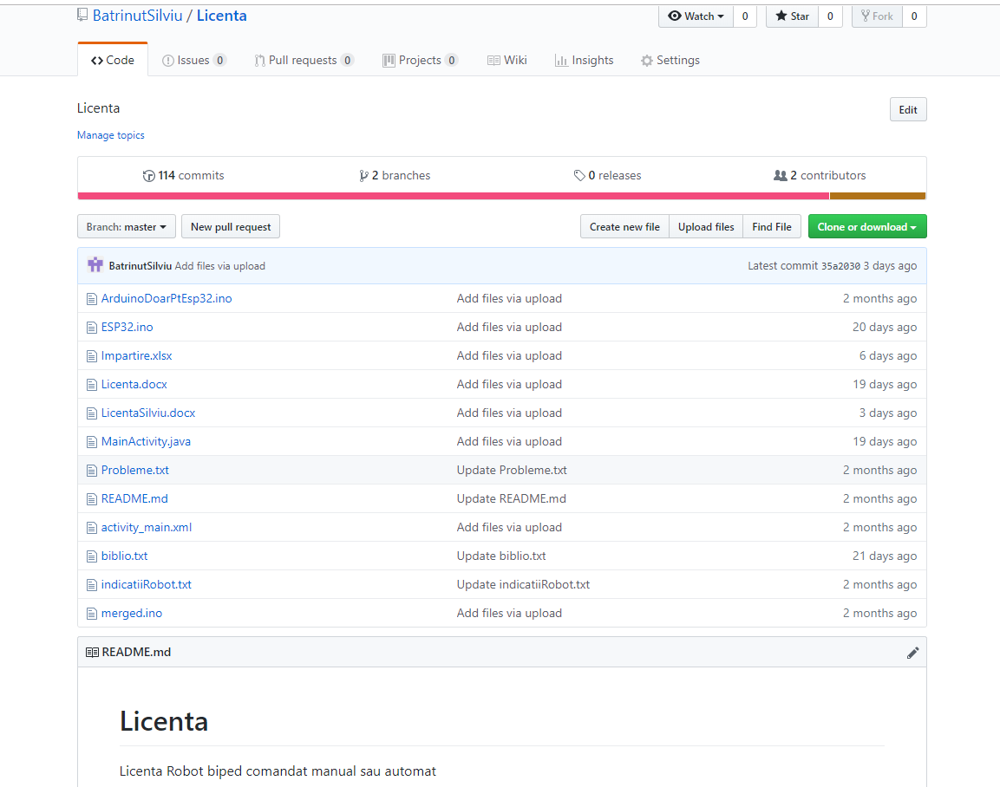 BatrinutSilviu / Licenta Watch 0 Star 0 Fork 0
Code Issues 0 Pull requests 0 Projects 0 Wiki Insights Settings
Licenta Edit
Manage topics
114 commits 2 branches 0 releases 2 contributors
Branch: master New pull request Create new file Upload files Find File Clone or download
BatrinutSilviu Add files via upload Latest commit 35a2030 3 days ago
ArduinoDoarPtEsp32.ino Add files via upload 2 months ago
ESP32.ino Add files via upload 20 days ago
Impartire.xlsx Add files via upload 6 days ago
Licenta.docx Add files via upload 19 days ago
LicentaSilviu.docx Add files via upload 3 days ago
MainActivity.java Add files via upload 19 days ago
Probleme.txt Update Probleme.txt 2 months ago
README.md Update README.md 2 months ago
activity_main.xml Add files via upload 2 months ago
biblio.txt Update biblio.txt 21 days ago
indicatiiRobot.txt Update indicatiiRobot.txt 2 months ago
merged.ino Add files via upload 2 months ago
README.md
Licenta
Licenta Robot biped comandat manual sau automat